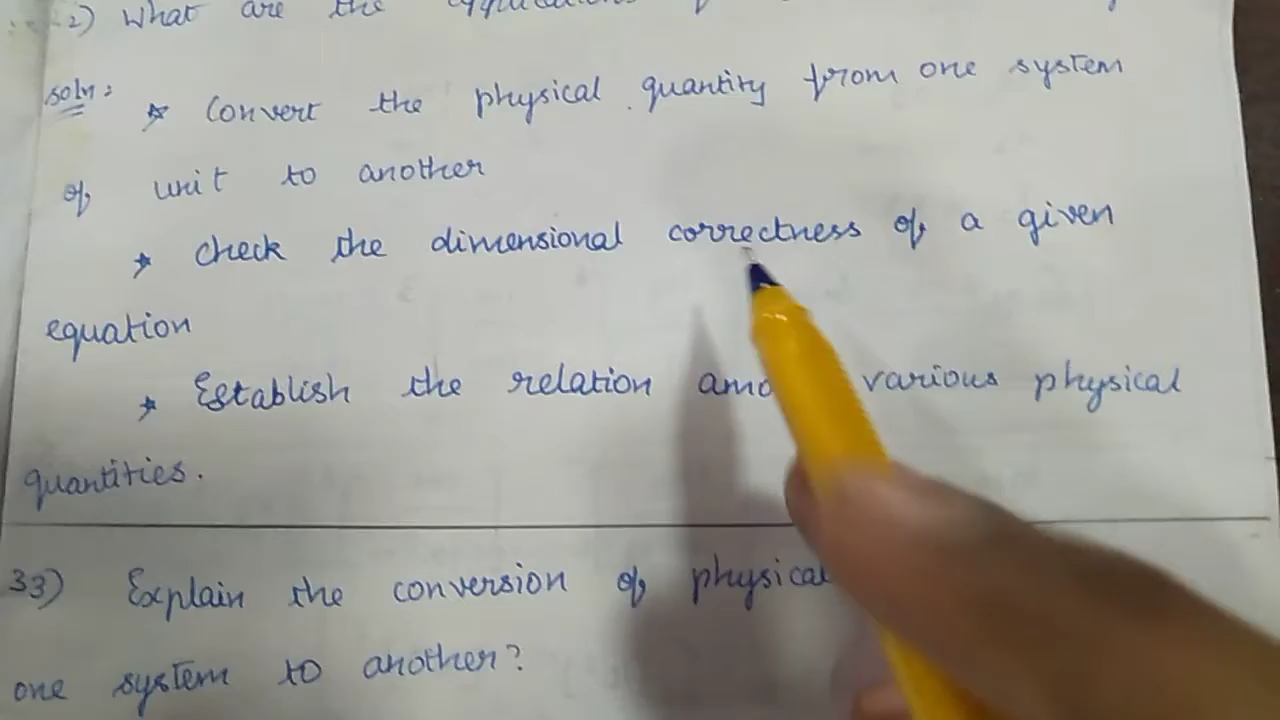 2) What are the
Soln: * Convert the physical quantity from one system
of unit to another
* check the dimensional correctness of a given
equation
* Establish the relation various physical
quantities.
33) Explain the conversion of physical
one system to another?